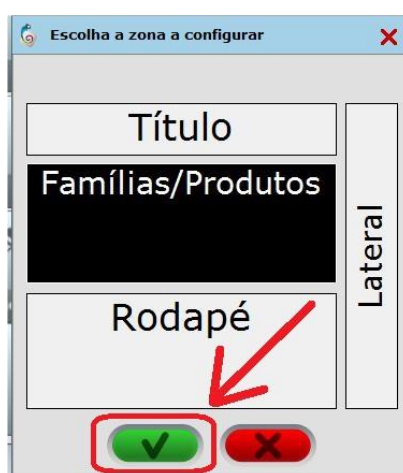 Escolha a zona a configurar
Título
Famílias/Produtos
Lateral
Rodapé